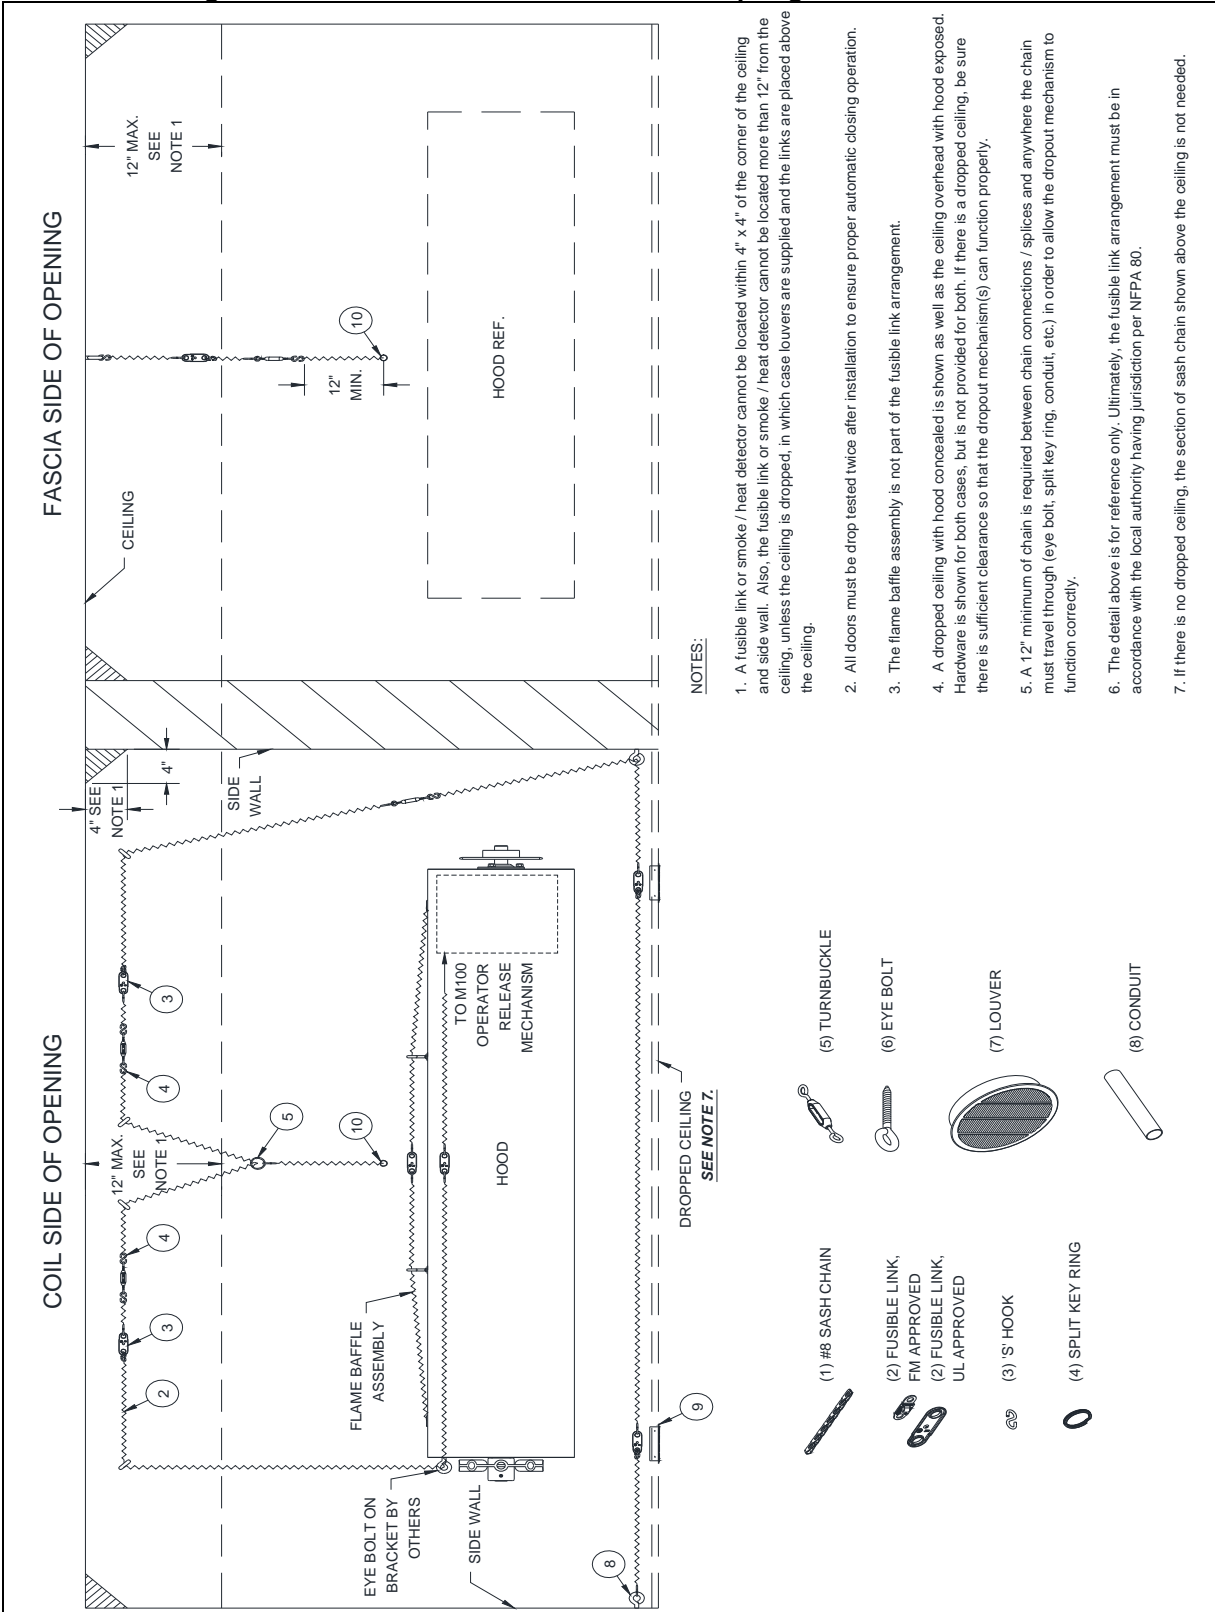 COIL SIDE OF OPENING
FASCIA SIDE OF OPENING
4" SEE
NOTE 1
4"
12" MAX.
SEE
NOTE 1
12" MAX.
SEE
NOTE 1
CEILING
SIDE
WALL
2
3
4
4
3
5
10
10
12"
MIN.
FLAME BAFFLE
ASSEMBLY
TO M100
OPERATOR
RELEASE
MECHANISM
HOOD
HOOD REF.
EYE BOLT ON
BRACKET BY
OTHERS
SIDE WALL
8
9
DROPPED CEILING
SEE NOTE 7.
(1) #8 SASH CHAIN
(2) FUSIBLE LINK,
FM APPROVED
(2) FUSIBLE LINK,
UL APPROVED
(3) 'S' HOOK
(4) SPLIT KEY RING
(5) TURNBUCKLE
(6) EYE BOLT
(7) LOUVER
(8) CONDUIT
NOTES:
1. A fusible link or smoke / heat detector cannot be located within 4" x 4" of the corner of the ceiling
and side wall. Also, the fusible link or smoke / heat detector cannot be located more than 12" from the
ceiling, unless the ceiling is dropped, in which case louvers are supplied and the links are placed above
the ceiling.
2. All doors must be drop tested twice after installation to ensure proper automatic closing operation.
3. The flame baffle assembly is not part of the fusible link arrangement.
4. A dropped ceiling with hood concealed is shown as well as the ceiling overhead with hood exposed.
Hardware is shown for both cases, but is not provided for both. If there is a dropped ceiling, be sure
there is sufficient clearance so that the dropout mechanism(s) can function properly.
5. A 12" minimum of chain is required between chain connections / splices and anywhere the chain
must travel through (eye bolt, split key ring, conduit, etc.) in order to allow the dropout mechanism to
function correctly.
6. The detail above is for reference only. Ultimately, the fusible link arrangement must be in
accordance with the local authority having jurisdiction per NFPA 80.
7. If there is no dropped ceiling, the section of sash chain shown above the ceiling is not needed.